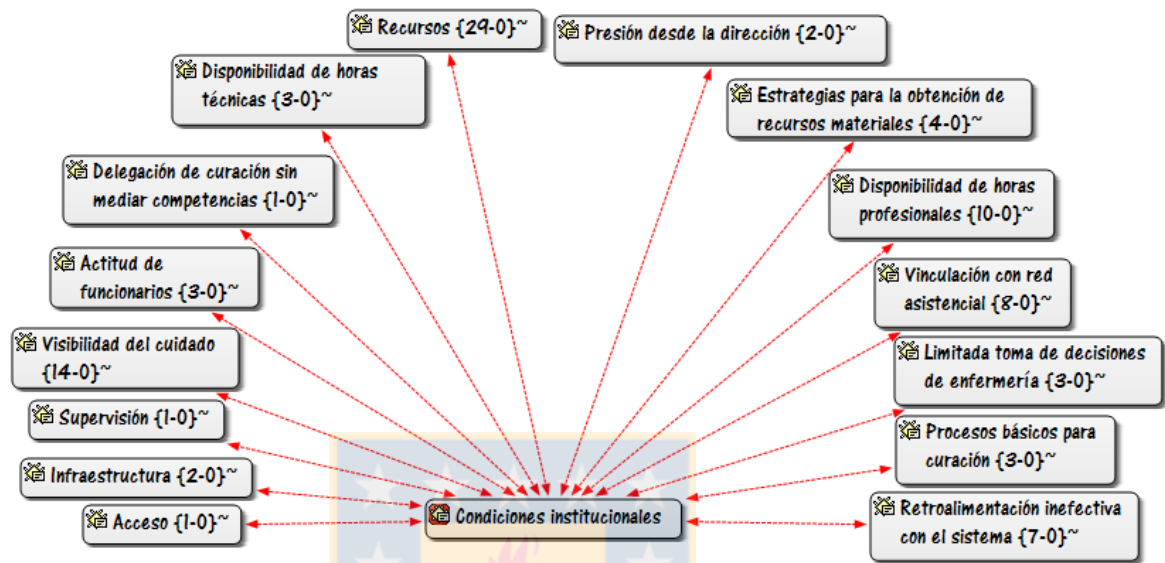 Recursos {29-0}~
Presión desde la dirección {2-0}~
Disponibilidad de horas
técnicas {3-0}~
Estrategias para la obtención de
recursos materiales {4-0}~
Delegación de curación sin
mediar competencias {1-0}~
Disponibilidad de horas
profesionales {10-0}~
Actitud de
funcionarios {3-0}~
Vinculación con red
asistencial {8-0}~
Visibilidad del cuidado
{14-0}~
Limitada toma de decisiones
de enfermería {3-0}~
Supervisión {1-0}~
Procesos básicos para
curación {3-0}~
Infraestructura {2-0}~
Acceso {1-0}~
Condiciones institucionales
Retroalimentación inefectiva
con el sistema {7-0}~